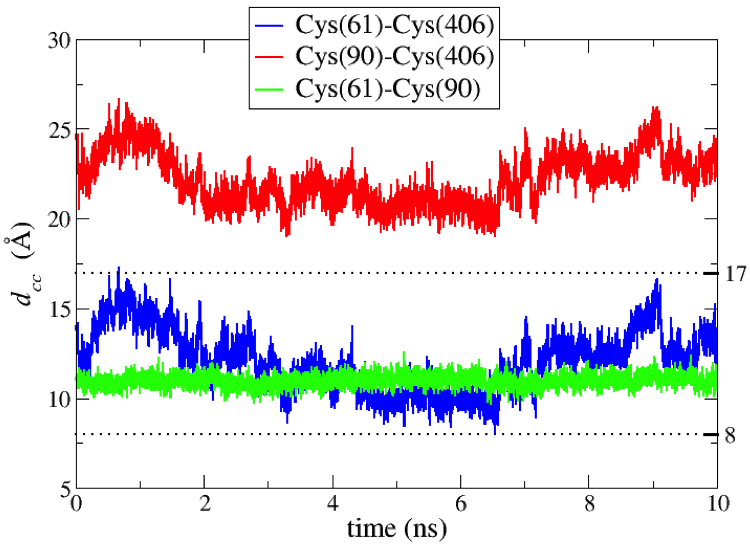 Cys(61)-Cys(406)
Cys(90)-Cys(406)
Cys(61)-Cys(90)
30
25
20
15
10
5
17
8
d_cc (Å)
0 2 4 6 8 10
time (ns)